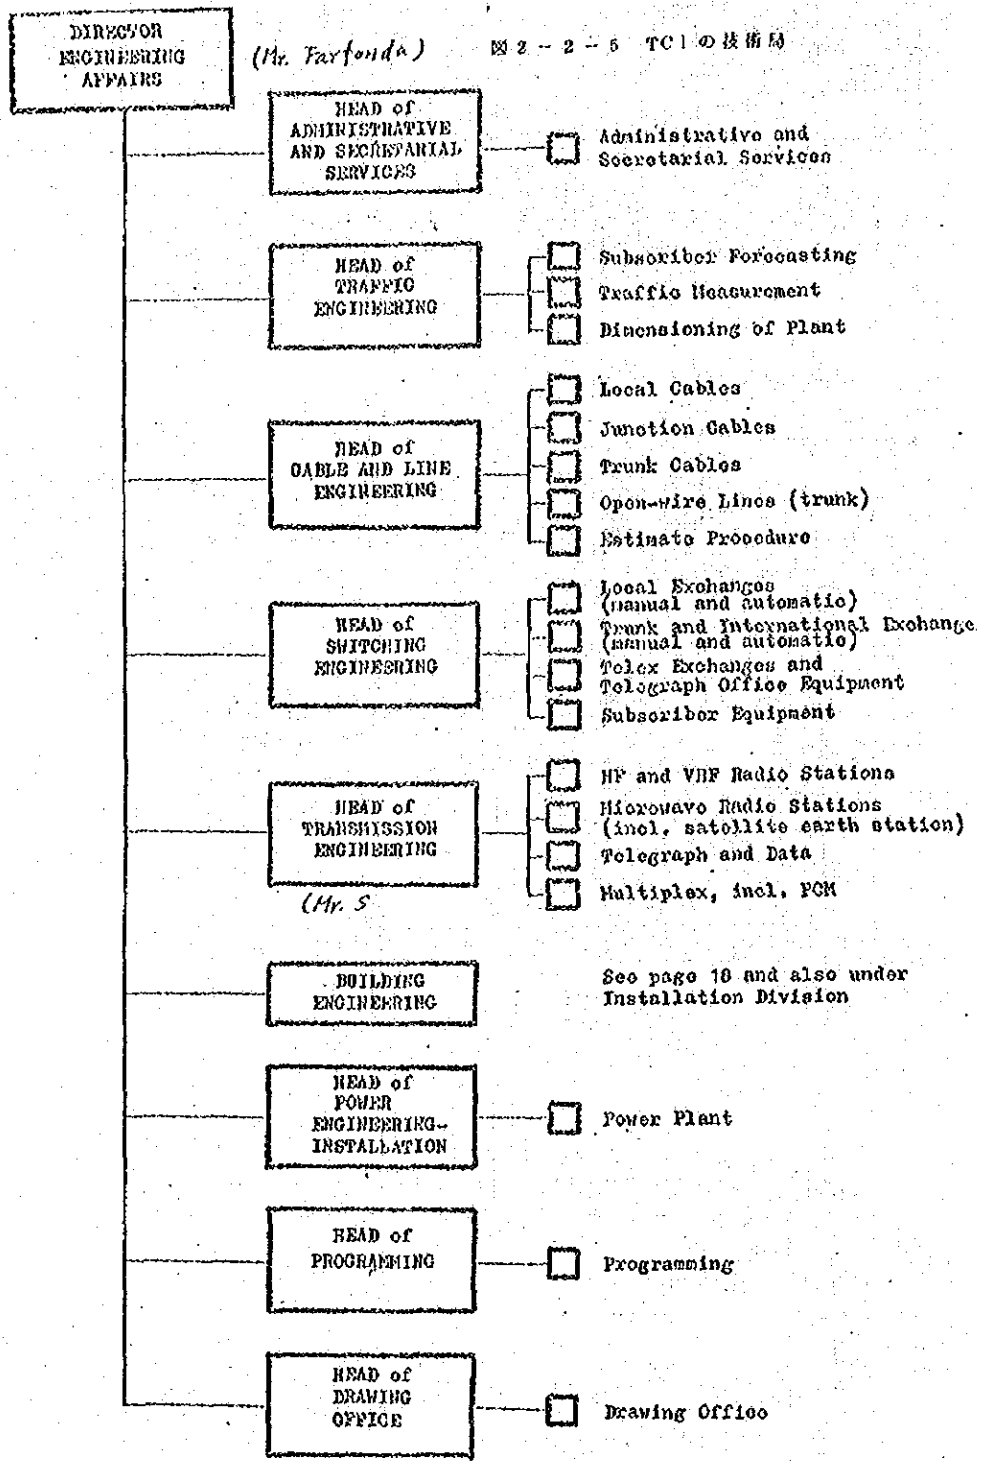 DIRECTOR
ENGINEERING
AFFAIRS
(Mr. Farfonda)
図2-2-5 TCIの技術局
HEAD of
ADMINISTRATIVE
AND SECRETARIAL
SERVICES
Administrative and
Secretarial Services
HEAD of
TRAFFIC
ENGINEERING
Subscriber Forecasting
Traffic Measurement
Dimensioning of Plant
HEAD of
CABLE AND LINE
ENGINEERING
Local Cables
Junction Cables
Trunk Cables
Open-wire Lines (trunk)
Estimate Procedure
HEAD of
SWITCHING
ENGINEERING
Local Exchanges
(manual and automatic)
Trunk and International Exchange
(manual and automatic)
Telex Exchanges and
Telegraph Office Equipment
Subscriber Equipment
HEAD of
TRANSMISSION
ENGINEERING
(Mr. S
HF and VHF Radio Stations
Microwave Radio Stations
(incl. satellite earth station)
Telegraph and Data
Multiplex, incl. PCM
BUILDING
ENGINEERING
See page 18 and also under
Installation Division
HEAD of
POWER
ENGINEERING-
INSTALLATION
Power Plant
HEAD of
PROGRAMMING
Programming
HEAD of
DRAWING
OFFICE
Drawing Office